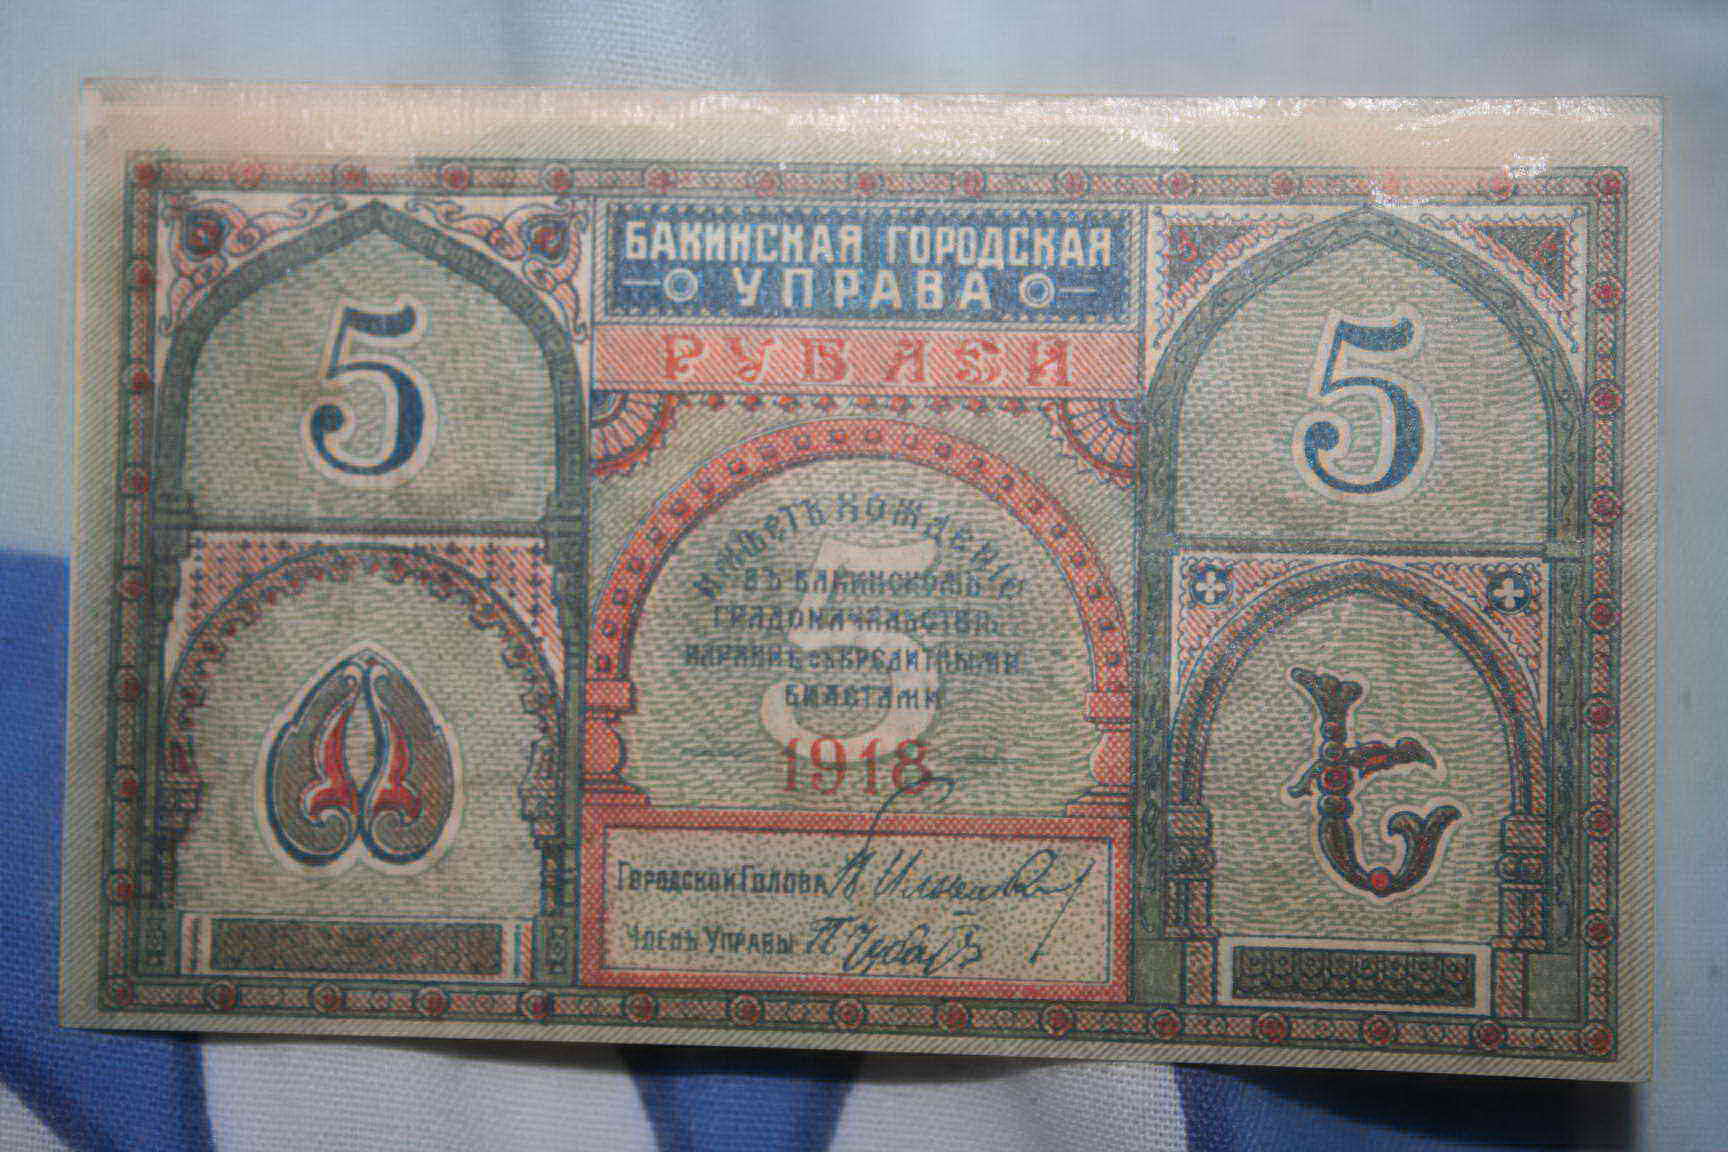 БАКИНСКАЯ ГОРОДСКАЯ
УПРАВА
РУБЛЕЙ
5
5
ИМѢЕТЪ ХОЖДЕНІЕ
ВЪ БАКИНСКОМЪ
ГРАДОНАЧАЛЬСТВѢ
НАРАВНѢ СЪ КРЕДИТНЫМИ
БИЛЕТАМИ
5
1918
ГОРОДСКОЙ ГОЛОВА
ЧЛЕНЪ УПРАВЫ